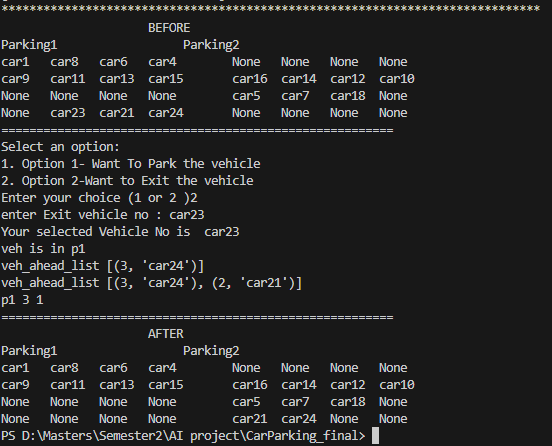 *****************************************************************************
BEFORE
Parking1 Parking2
car1 car8 car6 car4 None None None None
car9 car11 car13 car15 car16 car14 car12 car10
None None None None car5 car7 car18 None
None car23 car21 car24 None None None None
========================================================
Select an option:
1. Option 1- Want To Park the vehicle
2. Option 2-Want to Exit the vehicle
Enter your choice (1 or 2 )2
enter Exit vehicle no : car23
Your selected Vehicle No is  car23
veh is in p1
veh_ahead_list [(3, 'car24')]
veh_ahead_list [(3, 'car24'), (2, 'car21')]
p1 3 1
========================================================
AFTER
Parking1 Parking2
car1 car8 car6 car4 None None None None
car9 car11 car13 car15 car16 car14 car12 car10
None None None None car5 car7 car18 None
None None None None car21 car24 None None
PS D:\Masters\Semester2\AI project\CarParking_final>